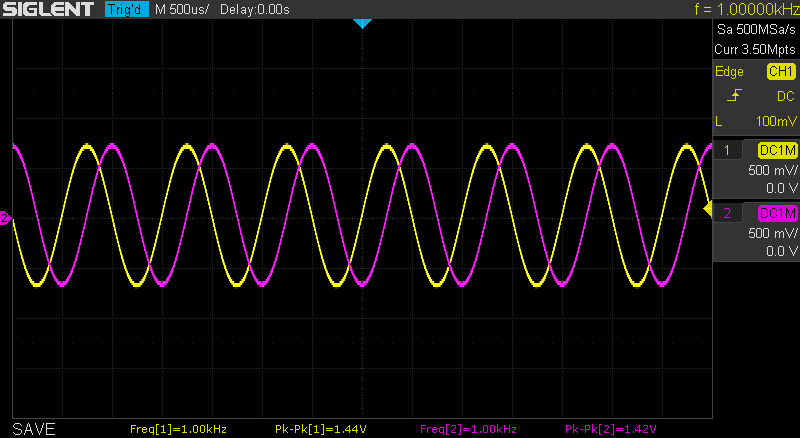 SIGLENT Trig'd M 500us/ Delay:0.00s f = 1.00000kHz
Sa 500MSa/s
Curr 3.50Mpts
Edge CH1
DC
L 100mV
1 DC1M
500 mV/
0.0 V
2 DC1M
500 mV/
0.0 V
2
SAVE Freq[1]=1.00kHz Pk-Pk[1]=1.44V Freq[2]=1.00kHz Pk-Pk[2]=1.42V